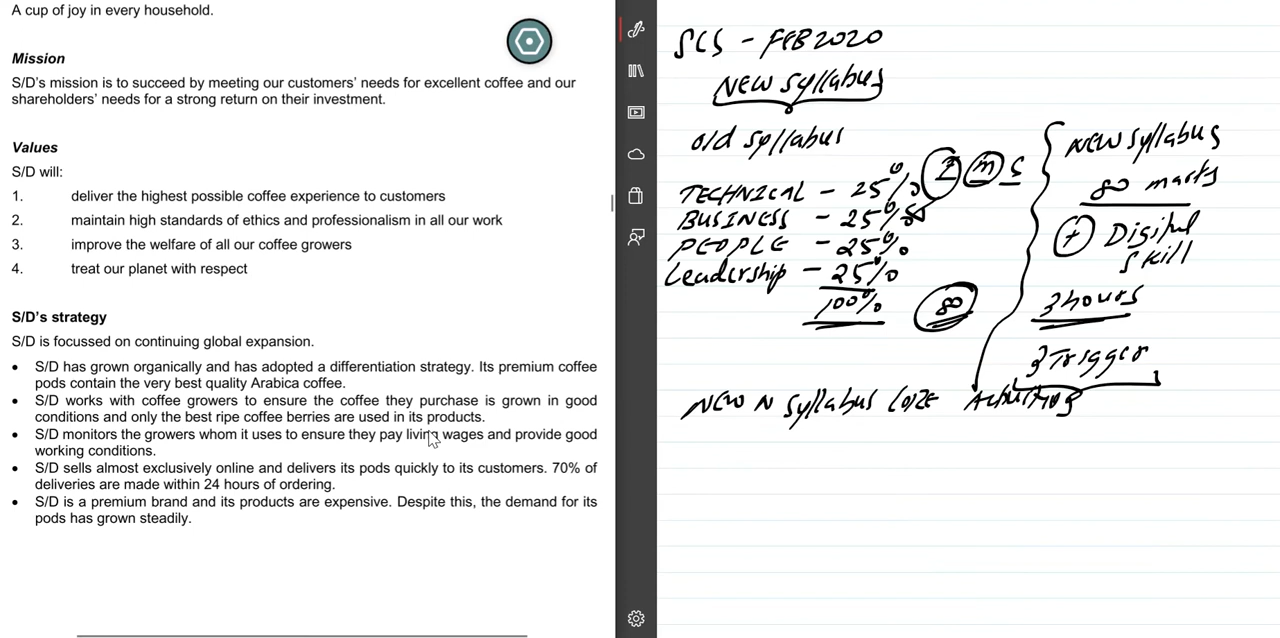 A cup of joy in every household.
Mission
S/D's mission is to succeed by meeting our customers' needs for excellent coffee and our
shareholders' needs for a strong return on their investment.
Values
S/D will:
1. deliver the highest possible coffee experience to customers
2. maintain high standards of ethics and professionalism in all our work
3. improve the welfare of all our coffee growers
4. treat our planet with respect
S/D's strategy
S/D is focussed on continuing global expansion.
• S/D has grown organically and has adopted a differentiation strategy. Its premium coffee
pods contain the very best quality Arabica coffee.
• S/D works with coffee growers to ensure the coffee they purchase is grown in good
conditions and only the best ripe coffee berries are used in its products.
• S/D monitors the growers whom it uses to ensure they pay living wages and provide good
working conditions.
• S/D sells almost exclusively online and delivers its pods quickly to its customers. 70% of
deliveries are made within 24 hours of ordering.
• S/D is a premium brand and its products are expensive. Despite this, the demand for its
pods has grown steadily.
SCS - FEB 2020
NEW syllabus
old syllabus
TECHNICAL - 25%
BUSINESS - 25%
PEOPLE - 25%
Leadership - 25%
100% 80
m S
NEW syllabus
80 marks
+ Digital
skill
3 hours
3 Trigger
NEW N syllabus core Activities